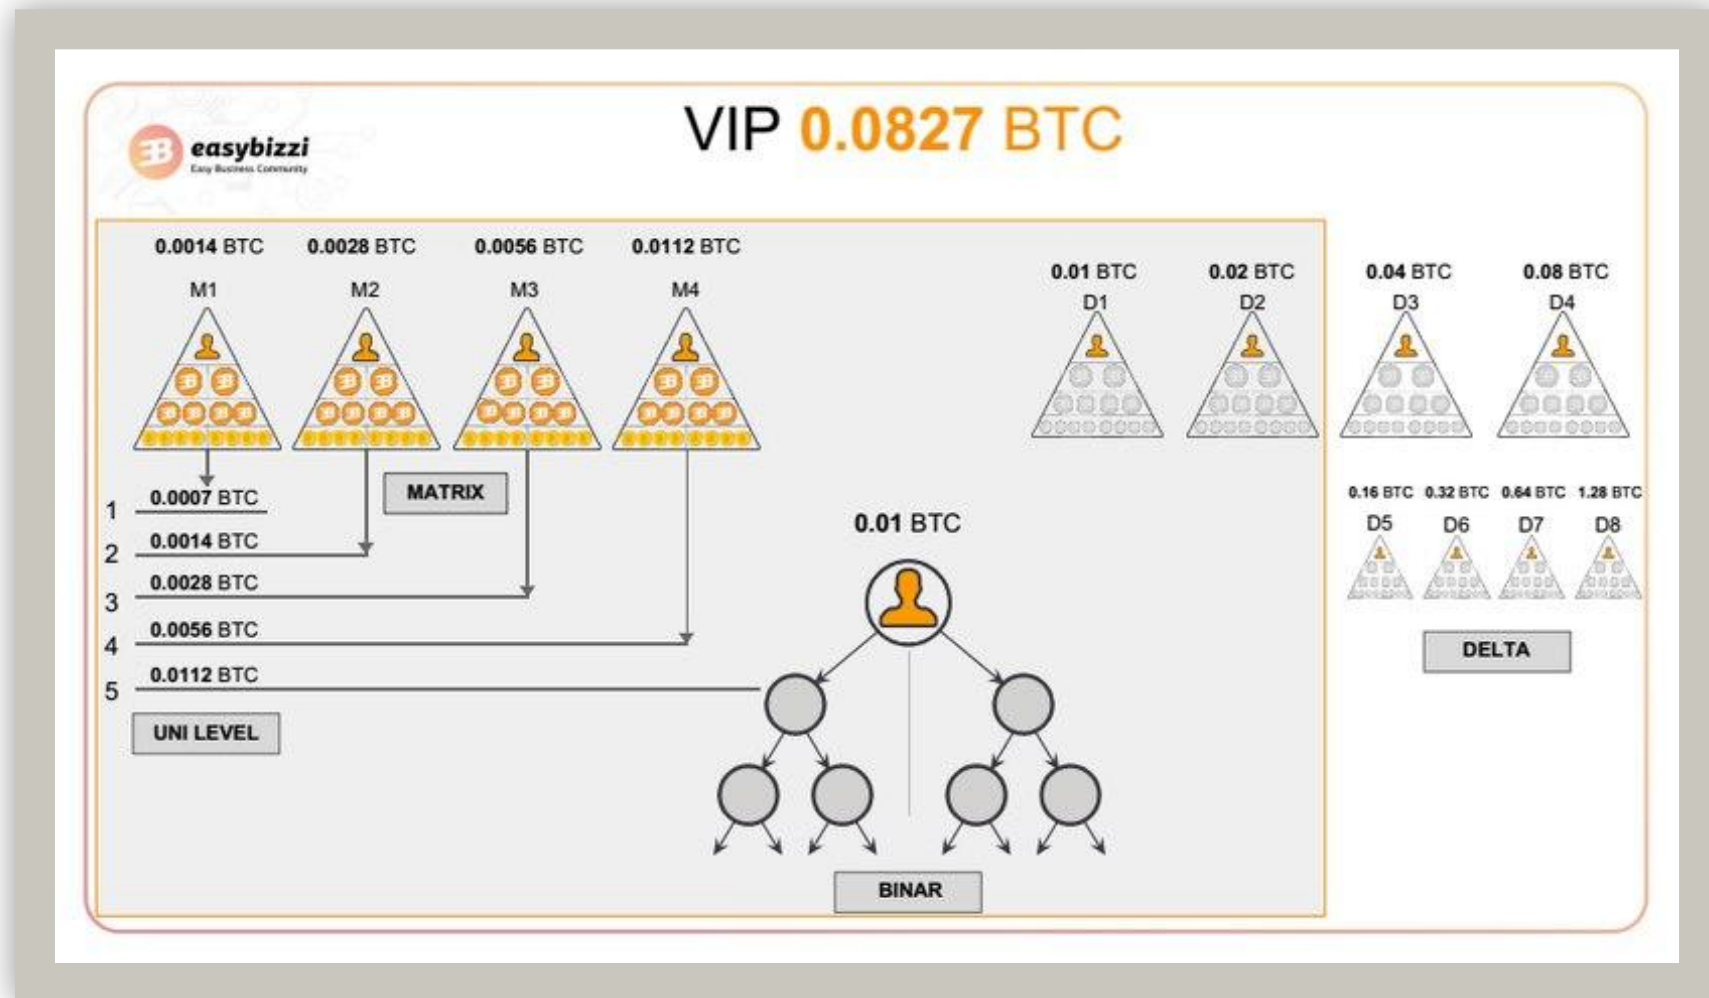 easybizzi
Easy Business Community
VIP 0.0827 BTC
0.0014 BTC
0.0028 BTC
0.0056 BTC
0.0112 BTC
M1
M2
M3
M4
0.01 BTC
0.02 BTC
0.04 BTC
0.08 BTC
D1
D2
D3
D4
MATRIX
1 0.0007 BTC
2 0.0014 BTC
3 0.0028 BTC
4 0.0056 BTC
5 0.0112 BTC
UNI LEVEL
0.01 BTC
BINAR
0.16 BTC
0.32 BTC
0.64 BTC
1.28 BTC
D5
D6
D7
D8
DELTA